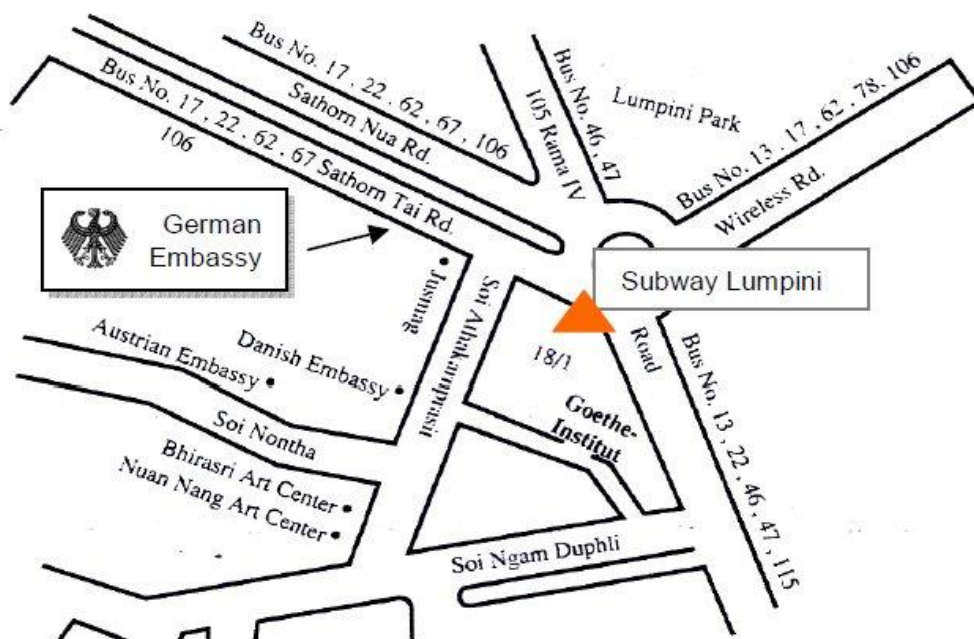 Bus No. 17 , 22 , 62 , 67 , 106
Sathorn Nua Rd.
Bus No. 17 , 22 , 62 , 67 Sathorn Tai Rd.
106
105 Rama IV
Bus No. 46 , 47
Lumpini Park
Bus No. 13 . 17 , 62 , 78, 106
Wireless Rd.
German
Embassy
Subway Lumpini
Jusmag
Soi Athakarnprasit
18/1
Road
Austrian Embassy
Danish Embassy
Goethe-
Institut
Bus No. 13 , 22 , 46 , 47 , 115
Soi Nontha
Bhirasri Art Center
Nuan Nang Art Center
Soi Ngam Duphli